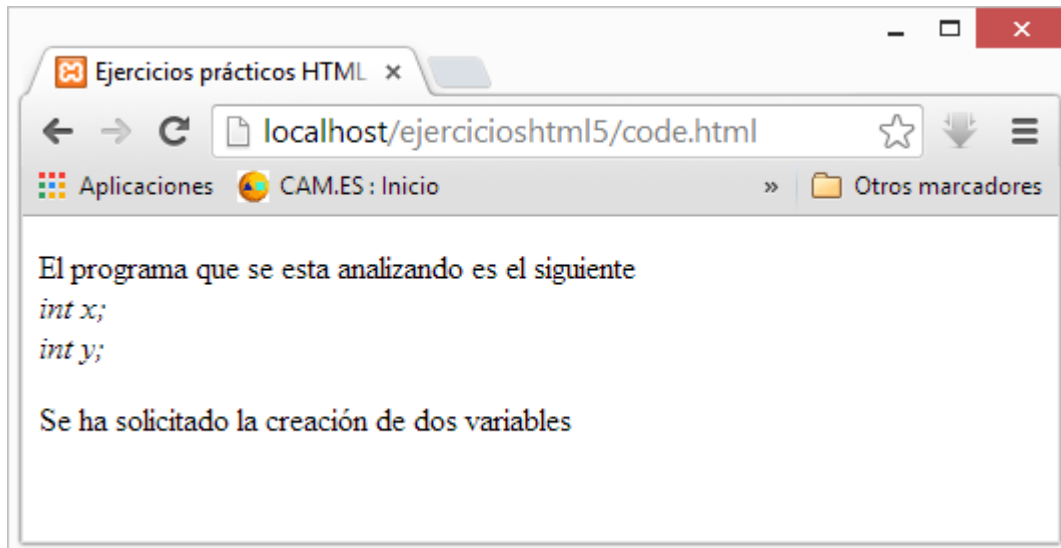 Ejercicios prácticos HTML
localhost/ejercicioshtml5/code.html
Aplicaciones CAM.ES : Inicio » Otros marcadores
El programa que se esta analizando es el siguiente
int x;
int y;
Se ha solicitado la creación de dos variables